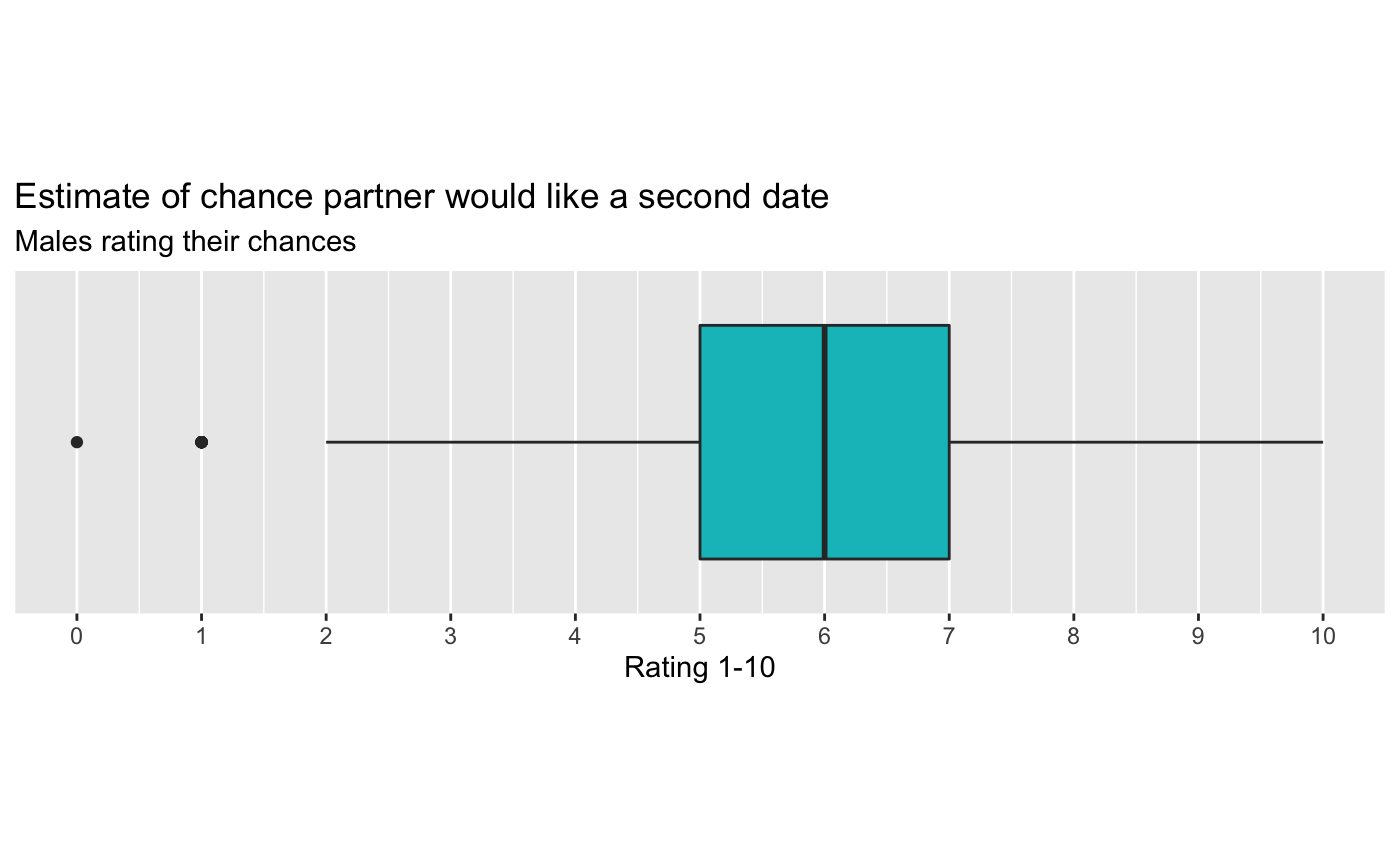 Estimate of chance partner would like a second date
Males rating their chances
0 1 2 3 4 5 6 7 8 9 10
Rating 1-10